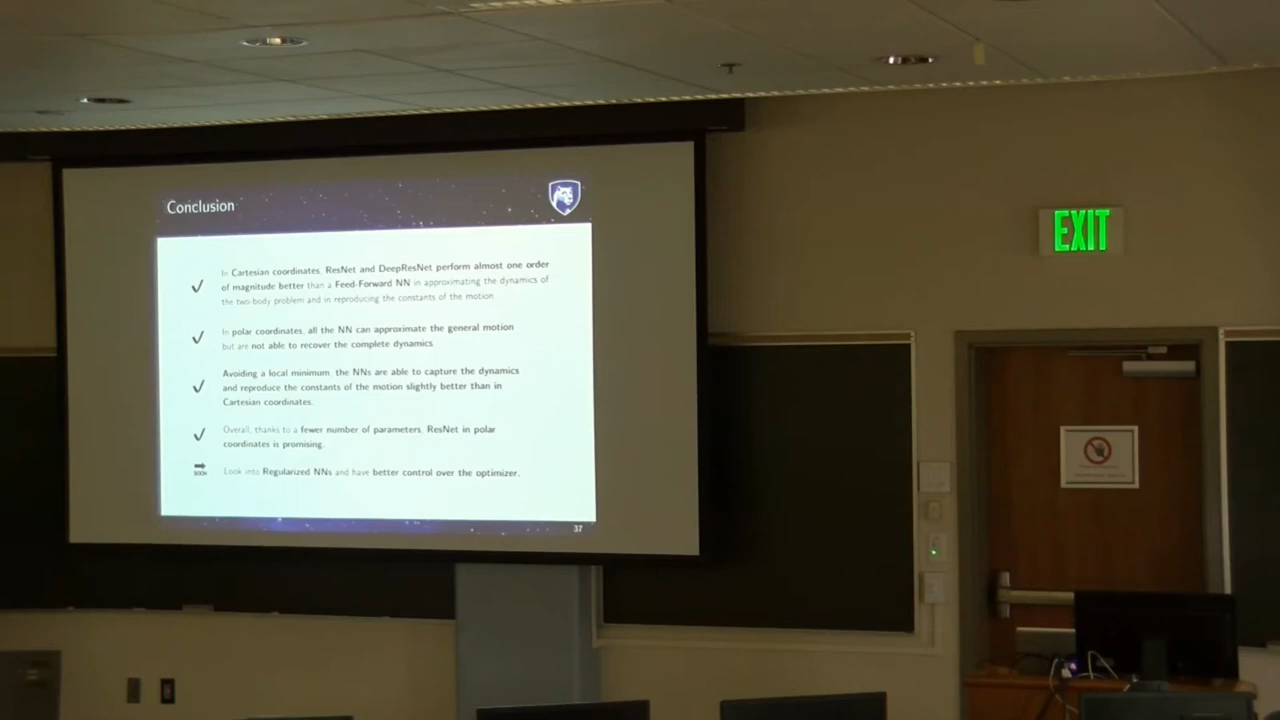 Conclusion
In Cartesian coordinates, ResNet and DeepResNet perform almost one order
of magnitude better than a Feed-Forward NN in approximating the dynamics of
the two-body problem and in reproducing the constants of the motion
In polar coordinates, all the NN can approximate the general motion
but are not able to recover the complete dynamics
Avoiding a local minimum, the NNs are able to capture the dynamics
and reproduce the constants of the motion slightly better than in
Cartesian coordinates.
Overall, thanks to a fewer number of parameters, ResNet in polar
coordinates is promising.
SOON
Look into Regularized NNs and have better control over the optimizer.
37
EXIT